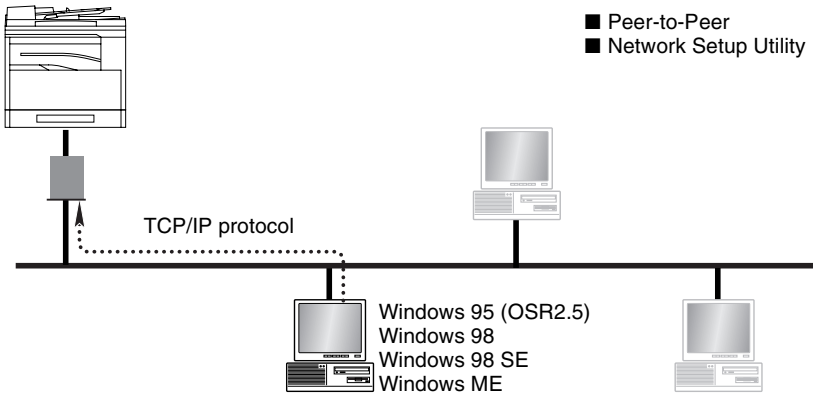 ■ Peer-to-Peer
■ Network Setup Utility
TCP/IP protocol
Windows 95 (OSR2.5)
Windows 98
Windows 98 SE
Windows ME